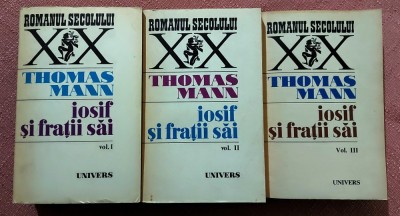 ROMANUL SECOLULUI
XX
THOMAS
MANN
iosif
și frații săi
vol. I
UNIVERS
ROMANUL SECOLULUI
XX
THOMAS
MANN
iosif
și frații săi
vol. II
UNIVERS
ROMANUL SECOLULUI
XX
THOMAS
MANN
iosif
și frații săi
Vol. III
UNIVERS